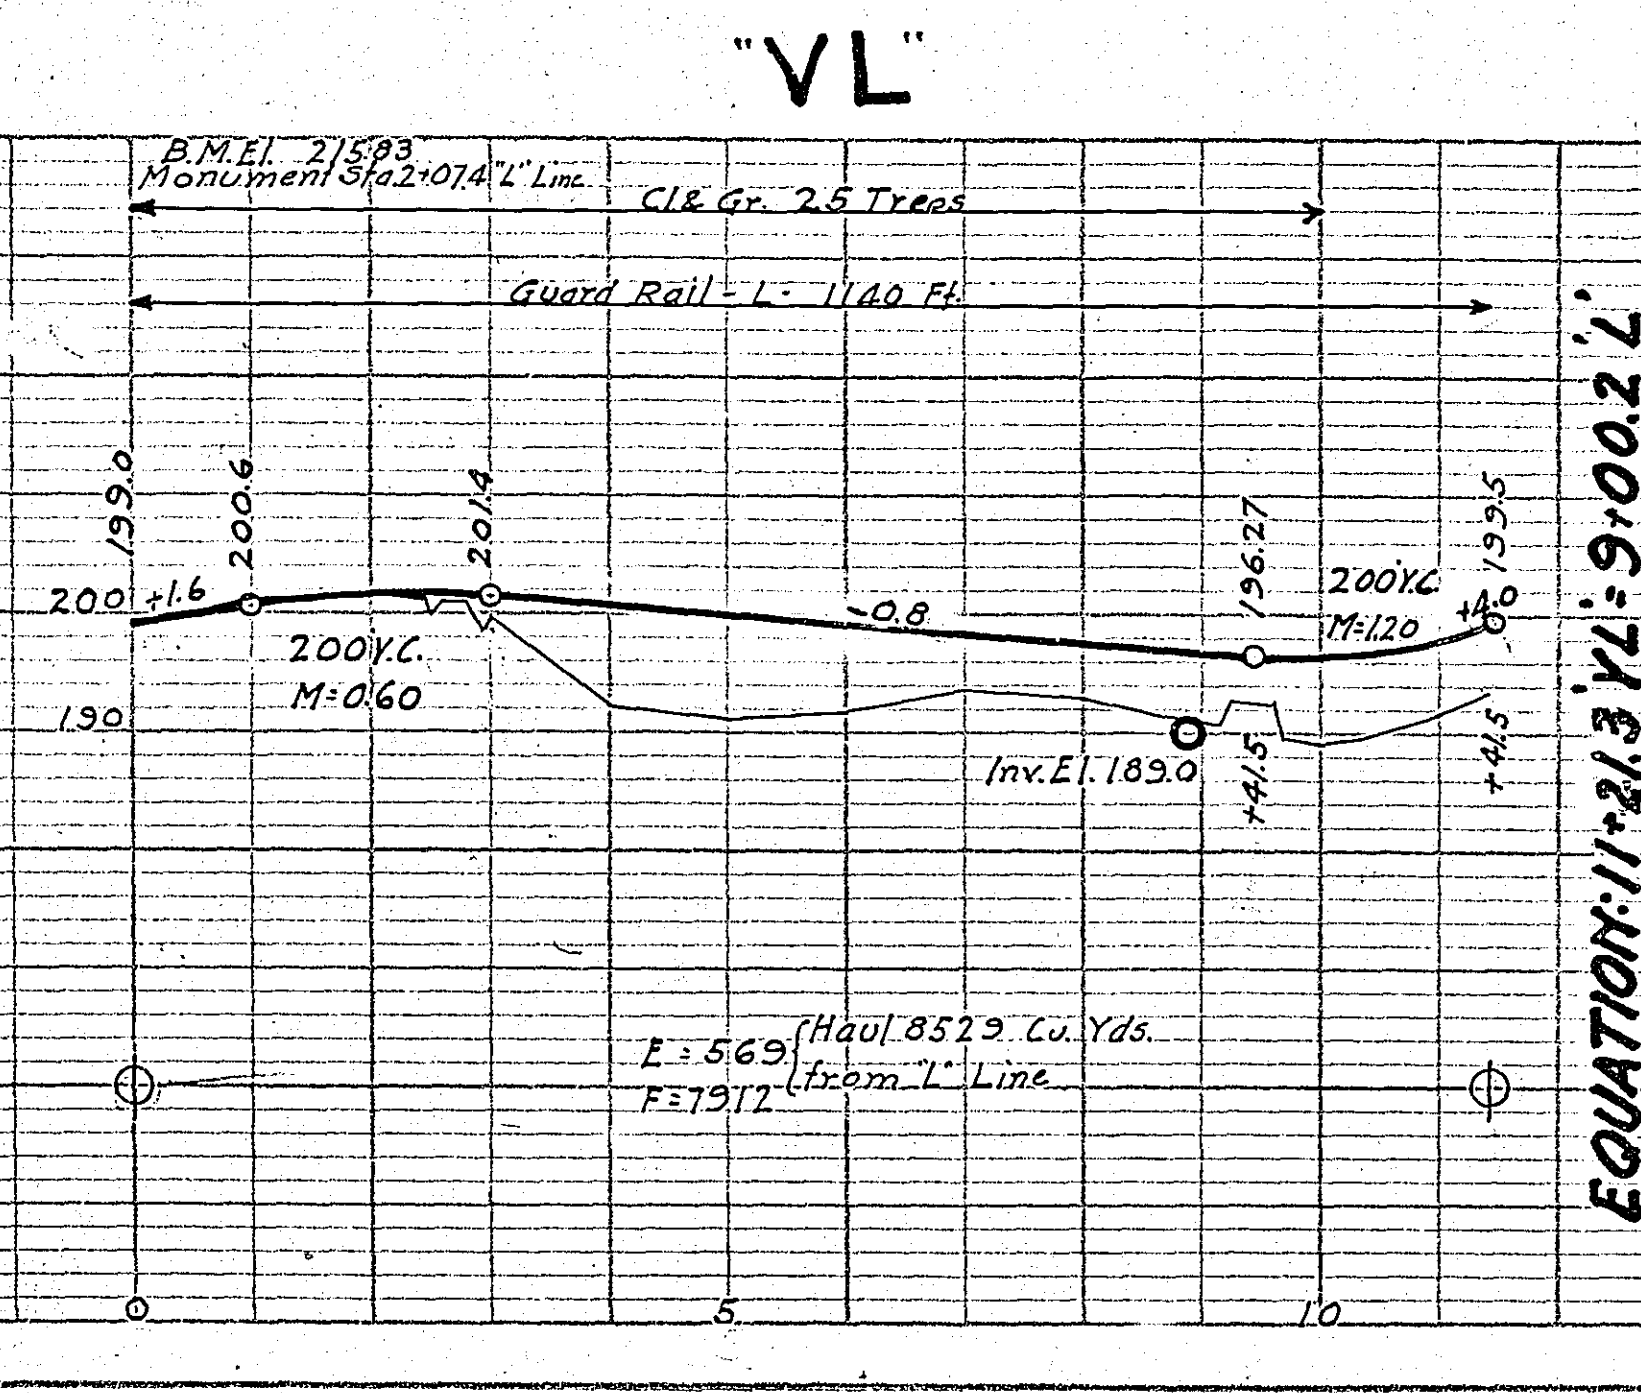 "VL"
B.M.El. 215.83
Monument Sta.2+07.4 "L" Line
Cl & Gr. 25 Trees
Guard Rail - L - 1140 Ft.
199.0
200.6
201.4
196.27
199.5
200
+1.6
-0.8
+4.0
200'V.C.
M=0.60
200'V.C.
M=1.20
190
Inv. El. 189.0
+41.5
+41.5
E = 569
F = 7912
Haul 8529 Cu. Yds.
from "L" Line
0
5
10
EQUATION: 11+21.3 'VL' = 9+00.2 'L'